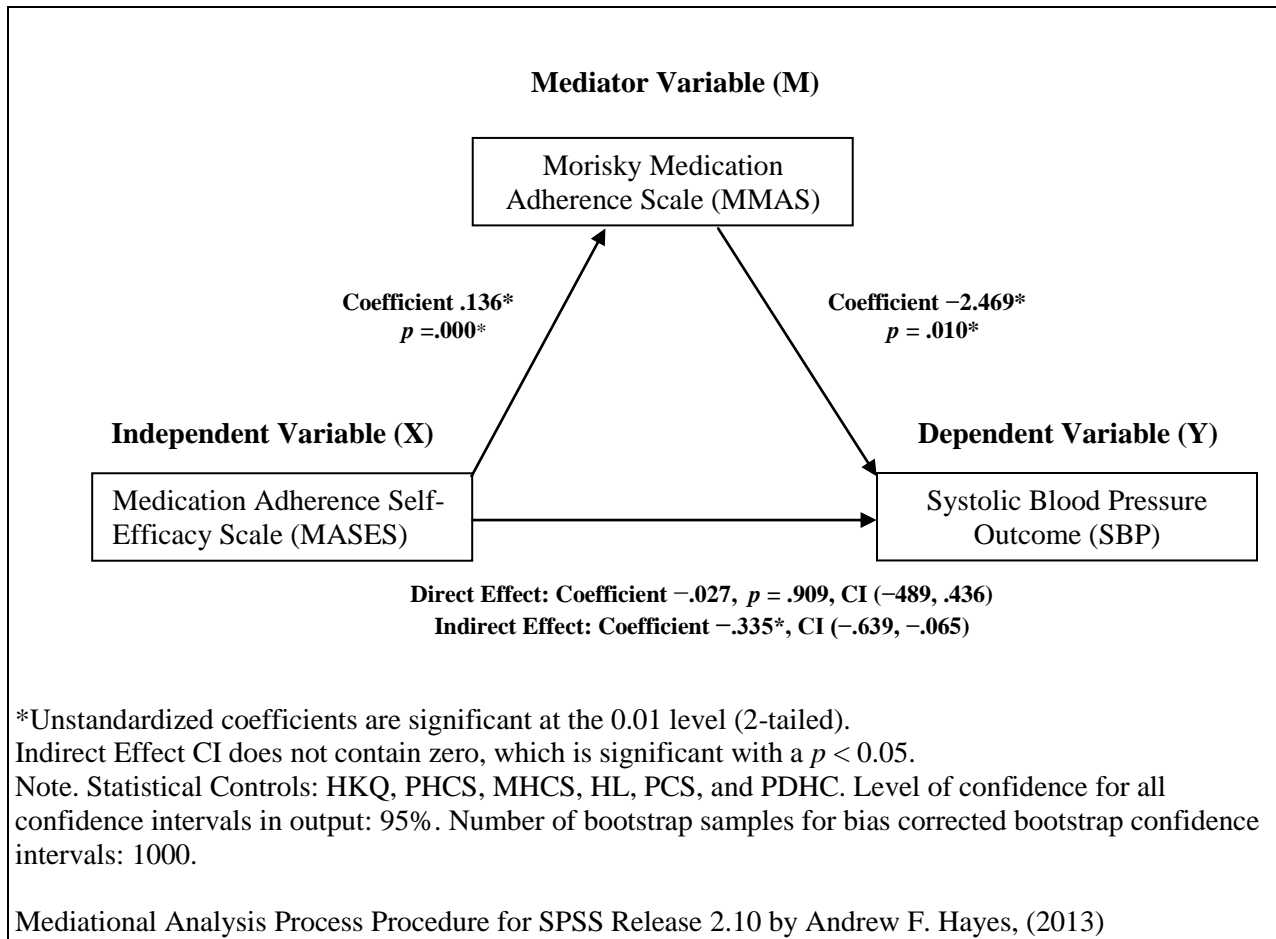 Mediator Variable (M)
Morisky Medication
Adherence Scale (MMAS)
Coefficient .136*
p =.000*
Coefficient −2.469*
p = .010*
Independent Variable (X)
Dependent Variable (Y)
Medication Adherence Self-
Efficacy Scale (MASES)
Systolic Blood Pressure
Outcome (SBP)
Direct Effect: Coefficient −.027, p = .909, CI (−489, .436)
Indirect Effect: Coefficient −.335*, CI (−.639, −.065)
*Unstandardized coefficients are significant at the 0.01 level (2-tailed).
Indirect Effect CI does not contain zero, which is significant with a p < 0.05.
Note. Statistical Controls: HKQ, PHCS, MHCS, HL, PCS, and PDHC. Level of confidence for all
confidence intervals in output: 95%. Number of bootstrap samples for bias corrected bootstrap confidence
intervals: 1000.
Mediational Analysis Process Procedure for SPSS Release 2.10 by Andrew F. Hayes, (2013)